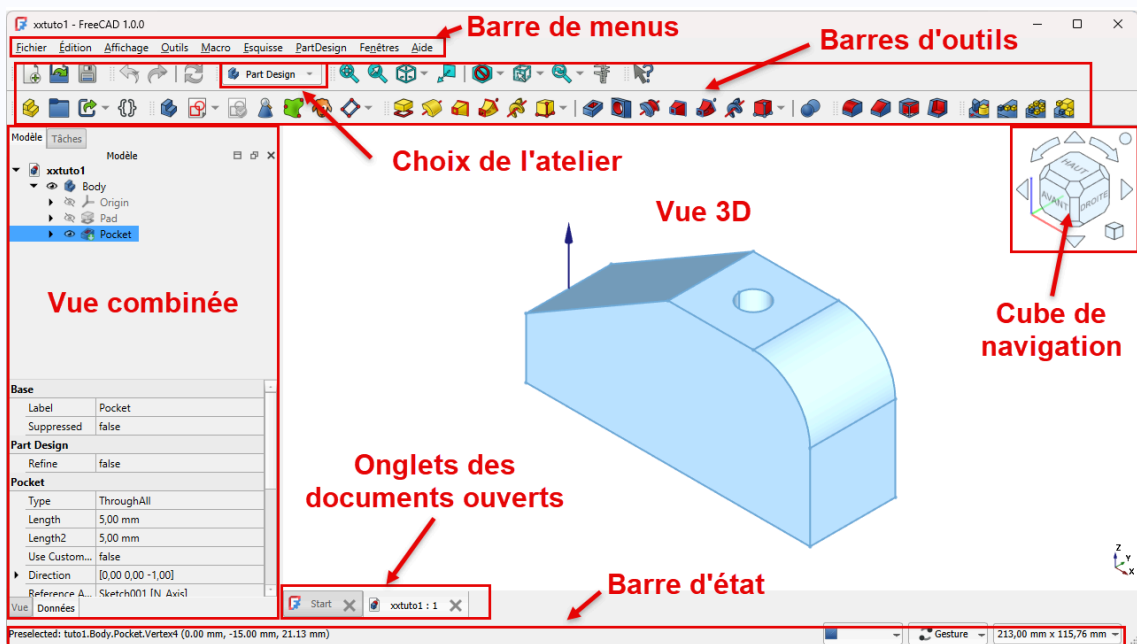 xxtuto1 - FreeCAD 1.0.0
Barre de menus
Fichier Édition Affichage Outils Macro Esquisse PartDesign Fenêtres Aide
Barres d'outils
Part Design
Choix de l'atelier
Modèle Tâches
Modèle
xxtuto1
Body
Origin
Pad
Pocket
Vue combinée
Vue 3D
HAUT
AVANT
DROITE
Cube de
navigation
Base
Label Pocket
Suppressed false
Part Design
Refine false
Pocket
Type ThroughAll
Length 5,00 mm
Length2 5,00 mm
Use Custom... false
Direction [0,00 0,00 -1,00]
Reference A... Sketch001 [N_Axis]
Vue Données
Onglets des
documents ouverts
Start
xxtuto1 : 1
Barre d'état
Z
Y
X
Preselected: tuto1.Body.Pocket.Vertex4 (0.00 mm, -15.00 mm, 21.13 mm)
Gesture
213,00 mm x 115,76 mm